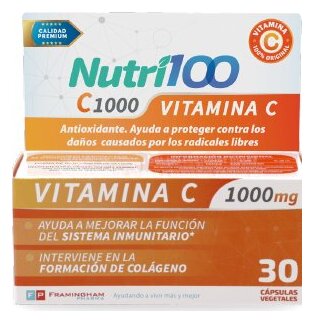 CALIDAD
PREMIUM
VITAMINA
C
100% ORIGINAL
Nutri100
C1000 VITAMINA C
Antioxidante. Ayuda a proteger contra los
daños causados por los radicales libres
VITAMINA C 1000mg
AYUDA A MEJORAR LA FUNCIÓN
DEL SISTEMA INMUNITARIO*
INTERVIENE EN LA
FORMACIÓN DE COLÁGENO
30
CÁPSULAS
VEGETALES
FP FRAMINGHAM
PHARMA
Ayudando a vivir más y mejor